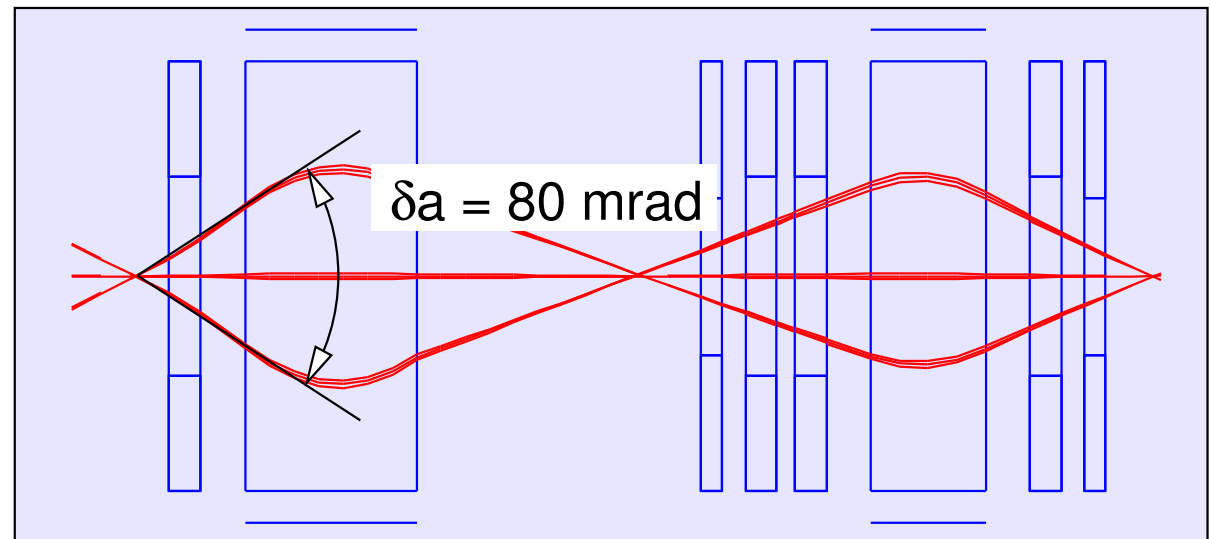 δa = 80 mrad